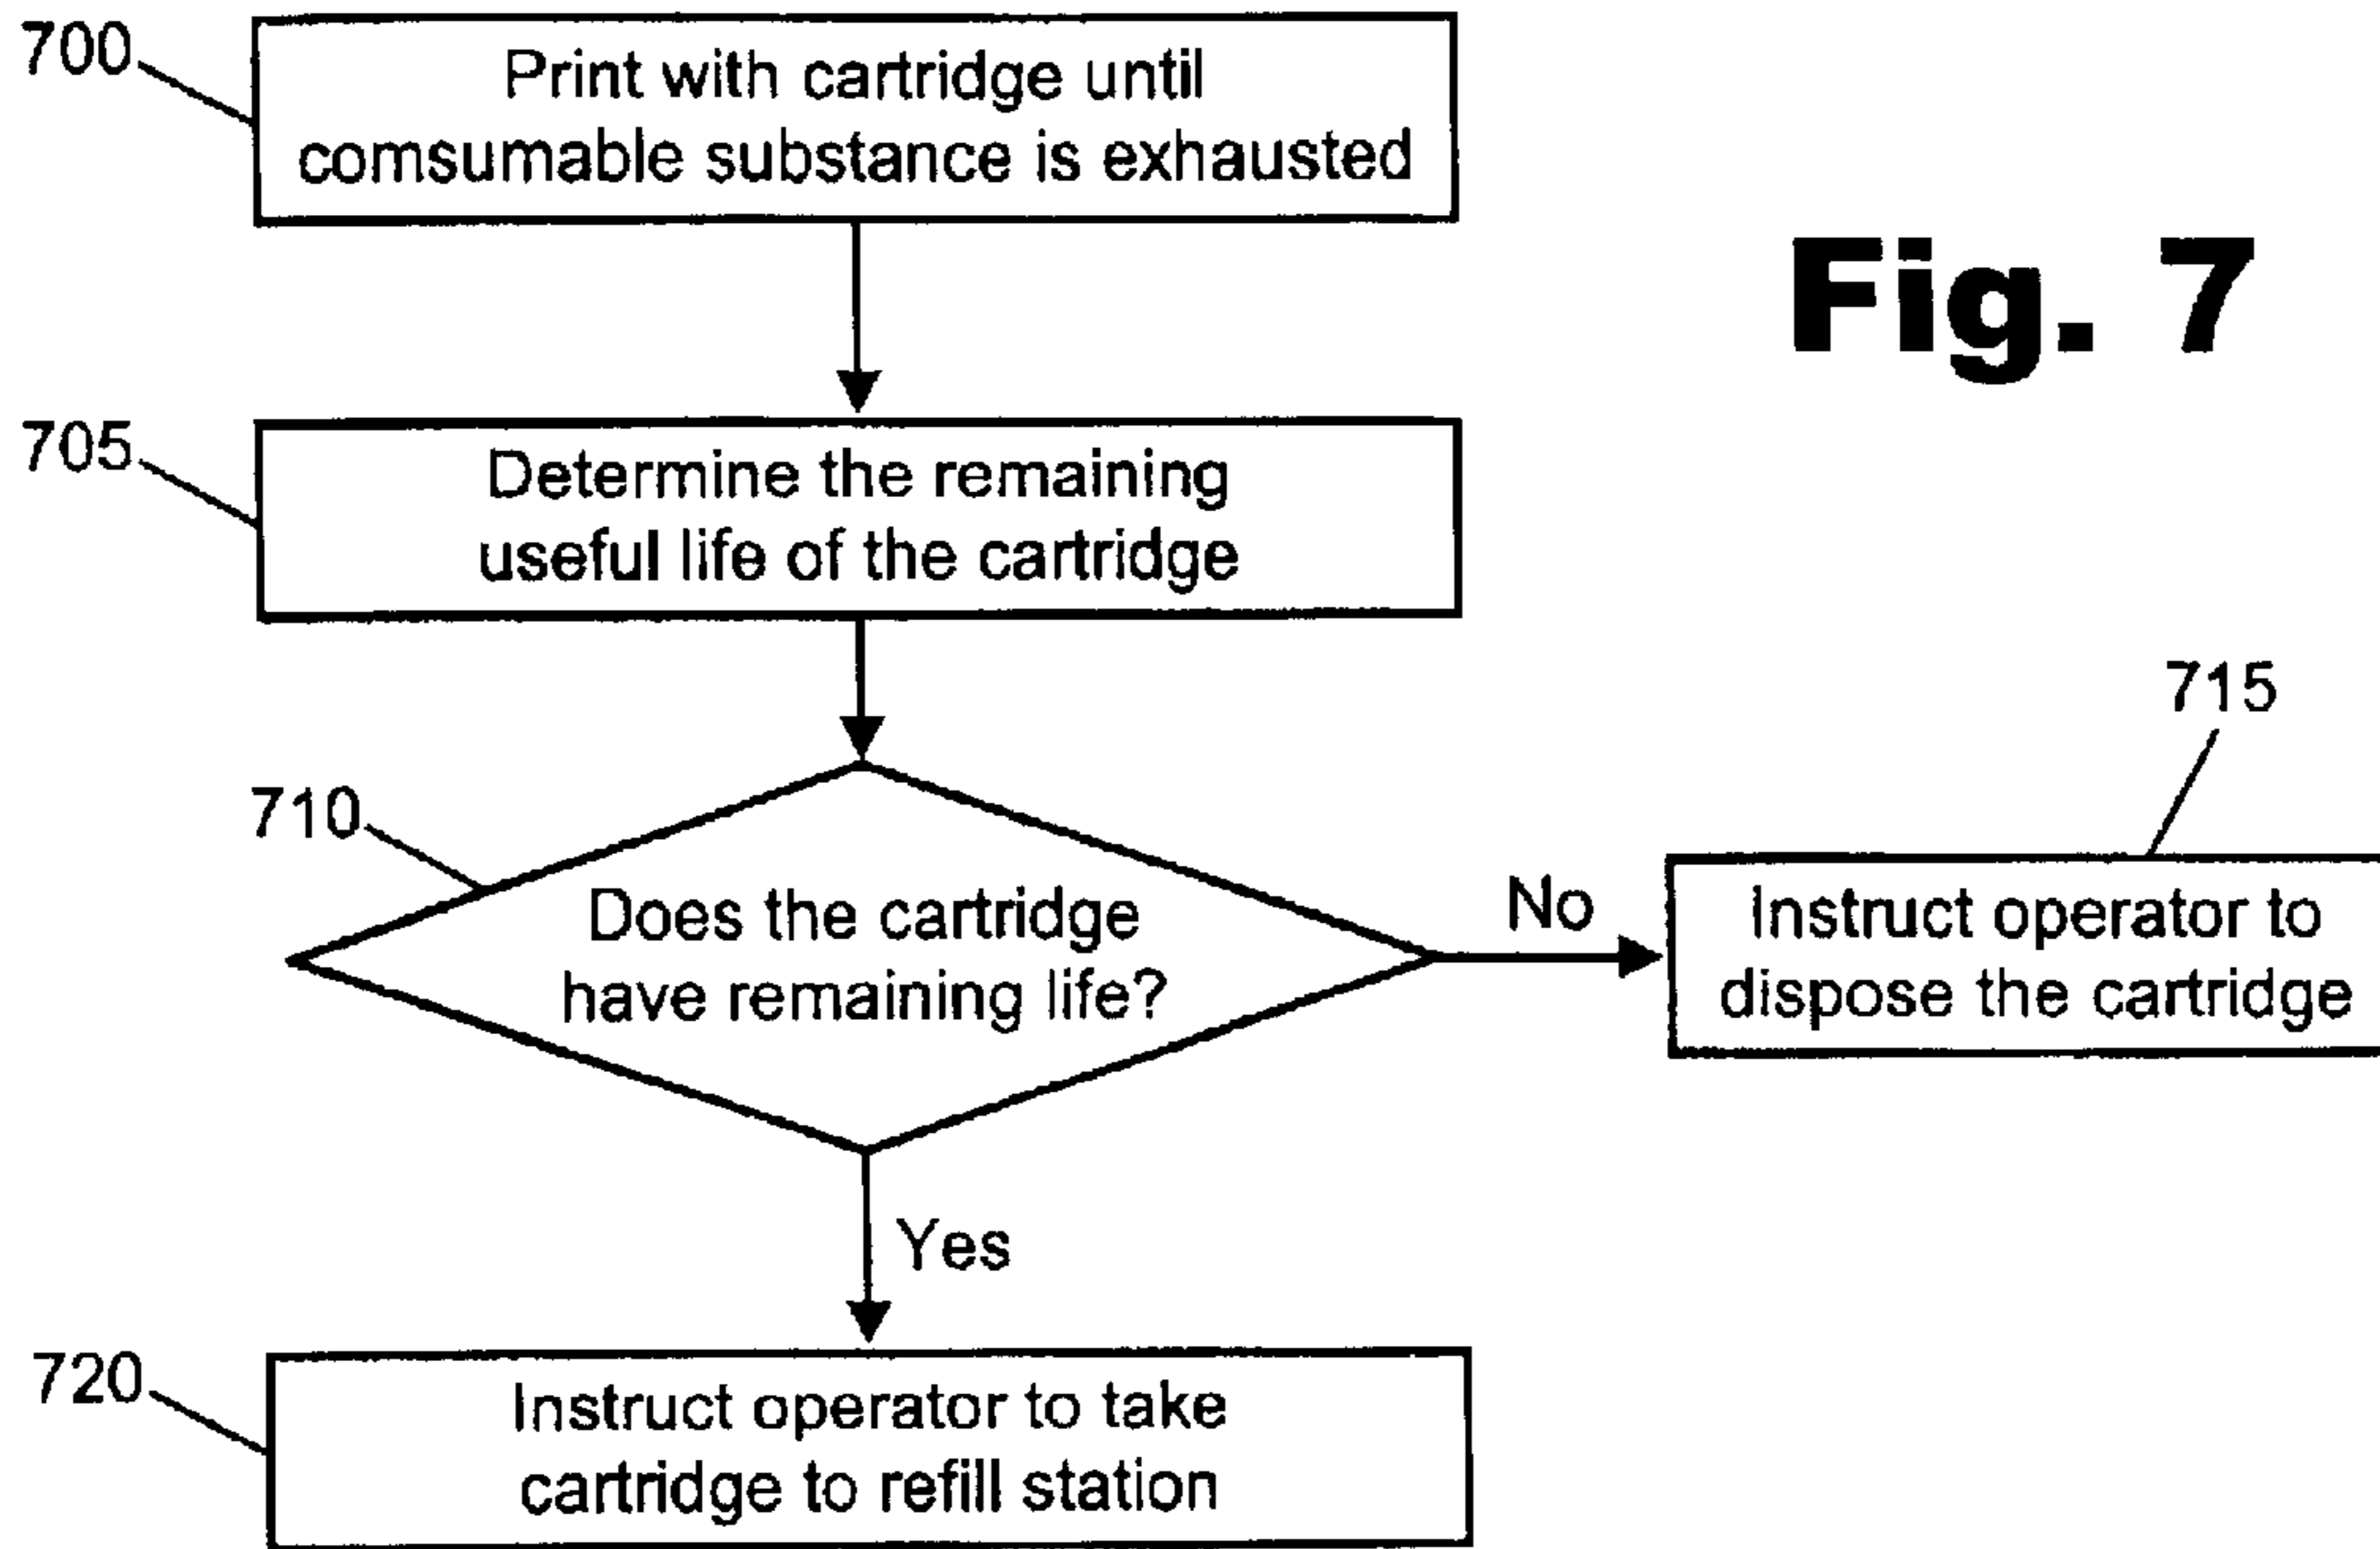 700
Print with cartridge until
comsumable substance is exhausted
Fig. 7
705
Determine the remaining
useful life of the cartridge
710
Does the cartridge
have remaining life?
No
715
Instruct operator to
dispose the cartridge
Yes
720
Instruct operator to take
cartridge to refill station